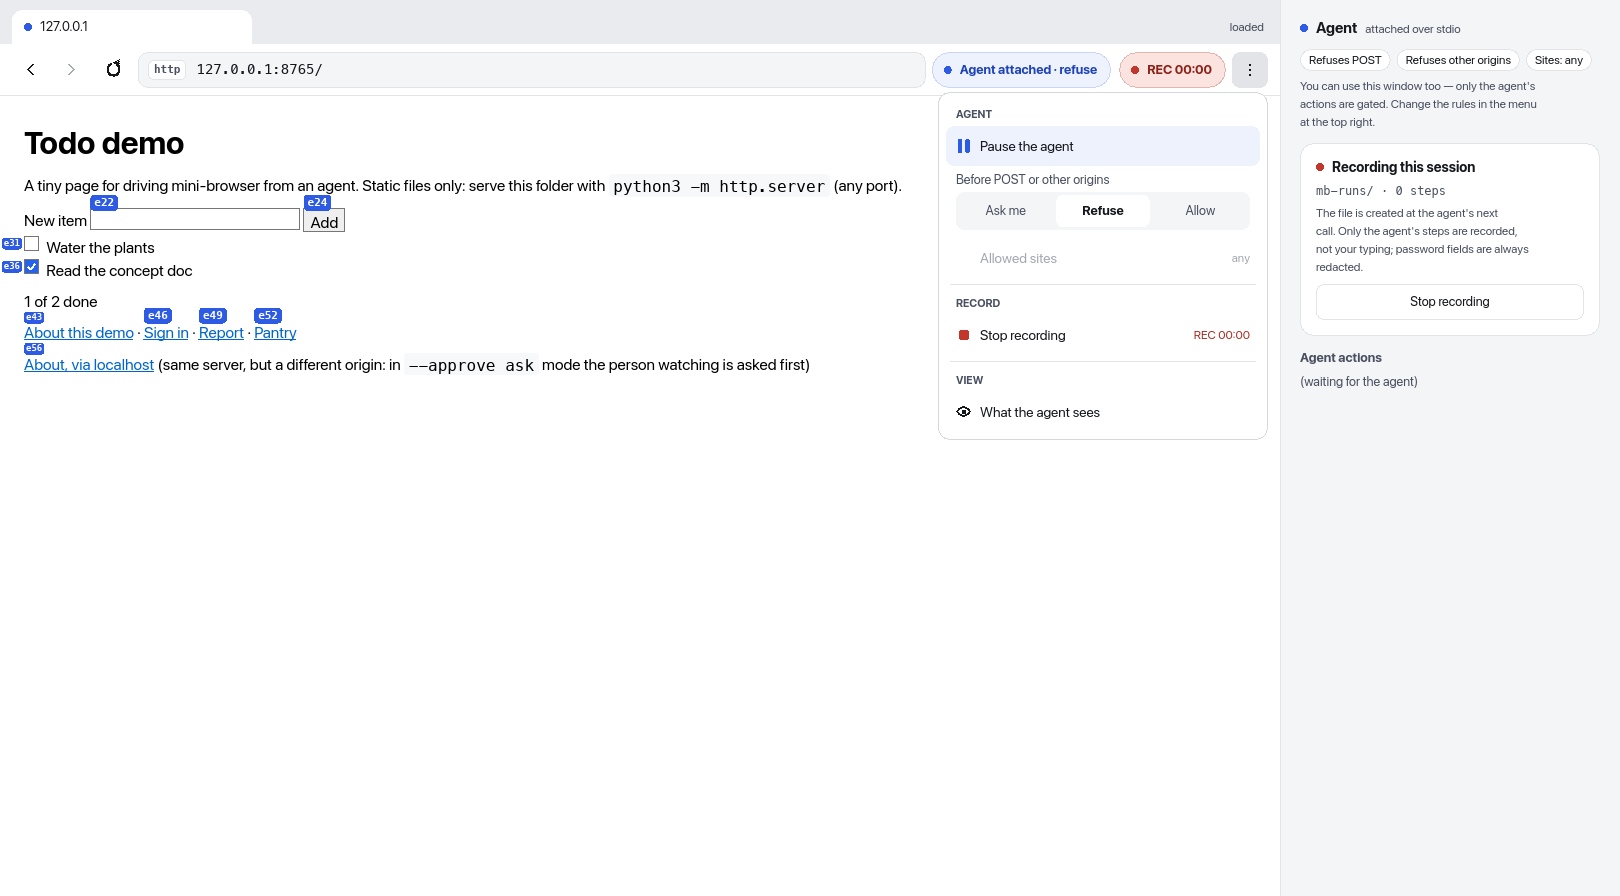 127.0.0.1
loaded
http 127.0.0.1:8765/
Agent attached · refuse
REC 00:00
Todo demo
A tiny page for driving mini-browser from an agent. Static files only: serve this folder with python3 -m http.server (any port).
e22 e24
New item Add
e31 Water the plants
e36 Read the concept doc
1 of 2 done
e43 e46 e49 e52
About this demo · Sign in · Report · Pantry
e56
About, via localhost (same server, but a different origin: in --approve ask mode the person watching is asked first)
AGENT
Pause the agent
Before POST or other origins
Ask me Refuse Allow
Allowed sites any
RECORD
Stop recording REC 00:00
VIEW
What the agent sees
Agent attached over stdio
Refuses POST Refuses other origins Sites: any
You can use this window too — only the agent's
actions are gated. Change the rules in the menu
at the top right.
Recording this session
mb-runs/ · 0 steps
The file is created at the agent's next
call. Only the agent's steps are recorded,
not your typing; password fields are always
redacted.
Stop recording
Agent actions
(waiting for the agent)